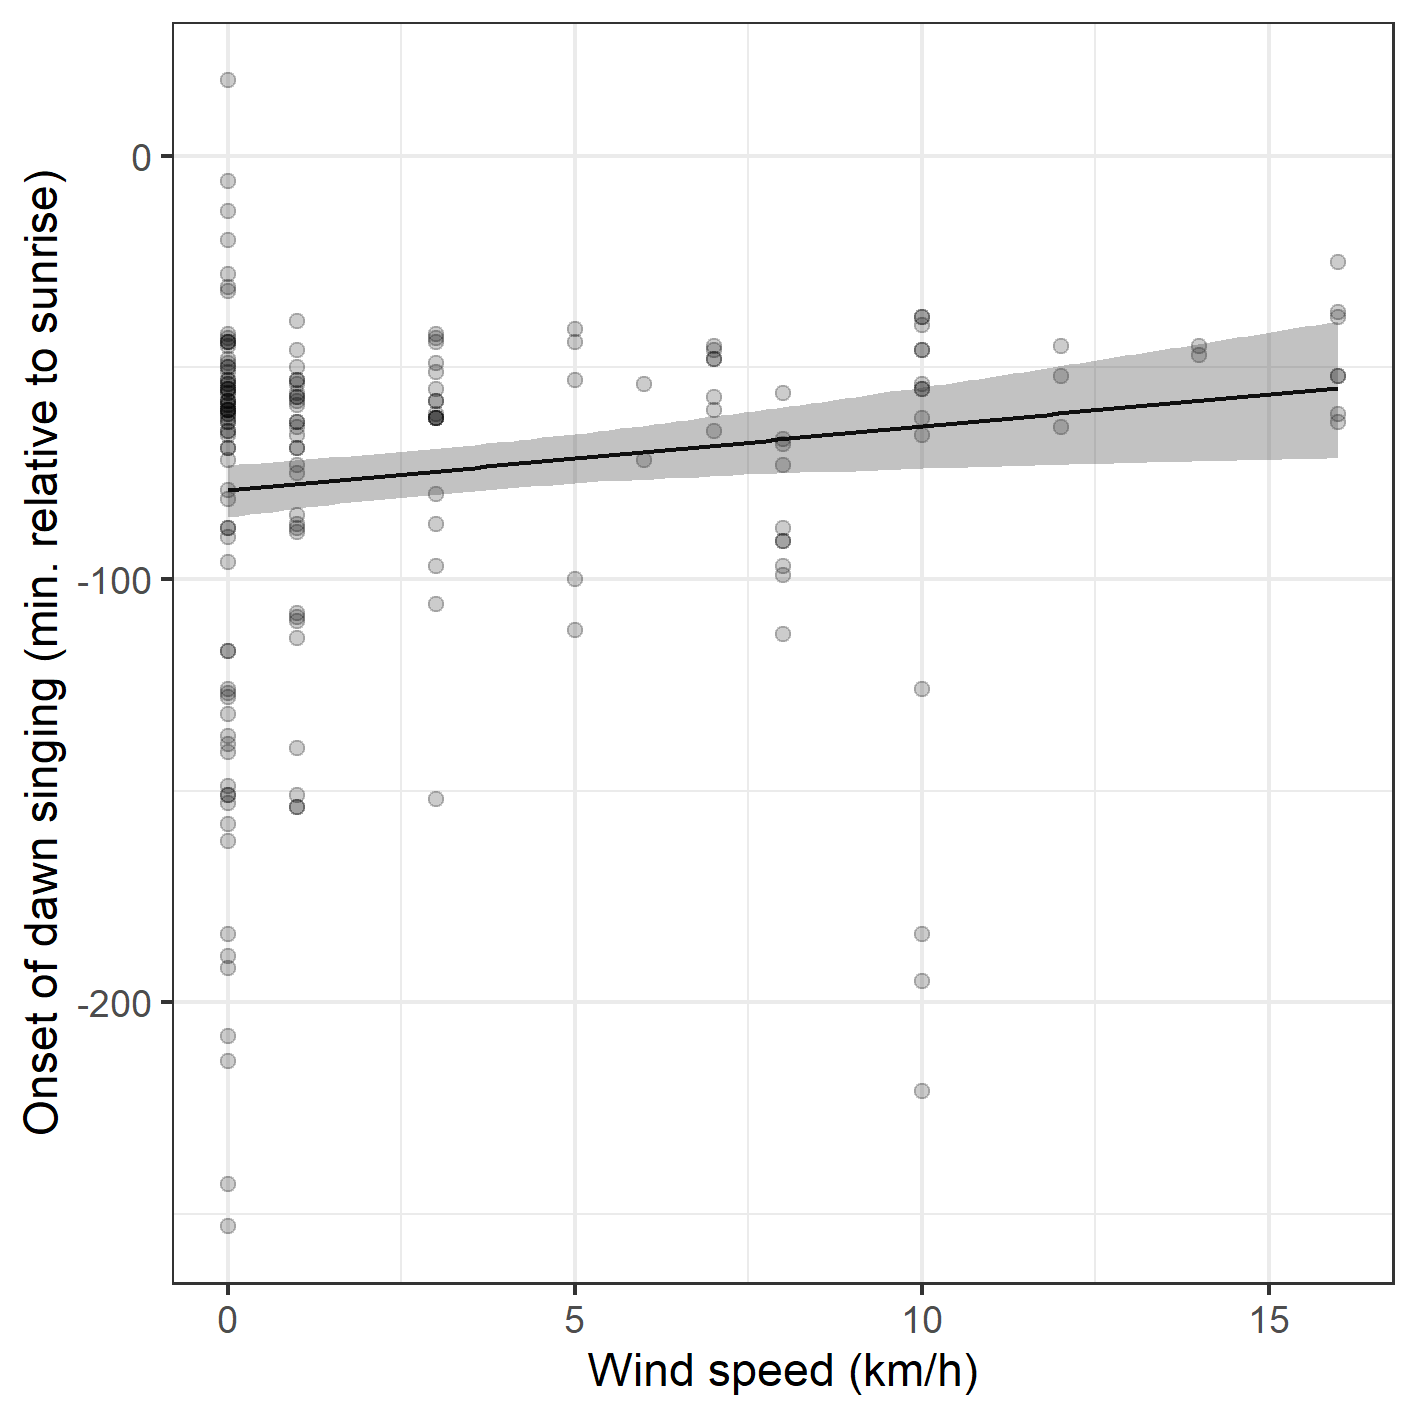 Onset of dawn singing (min. relative to sunrise)
0
-100
-200
0 5 10 15
Wind speed (km/h)